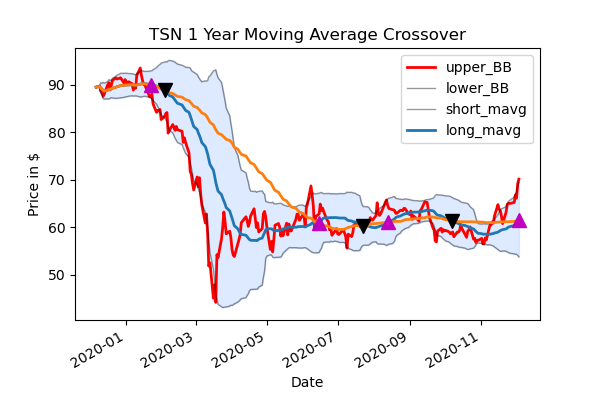 TSN 1 Year Moving Average Crossover
upper_BB
lower_BB
short_mavg
long_mavg
Price in $
90
80
70
60
50
2020-01
2020-03
2020-05
2020-07
2020-09
2020-11
Date